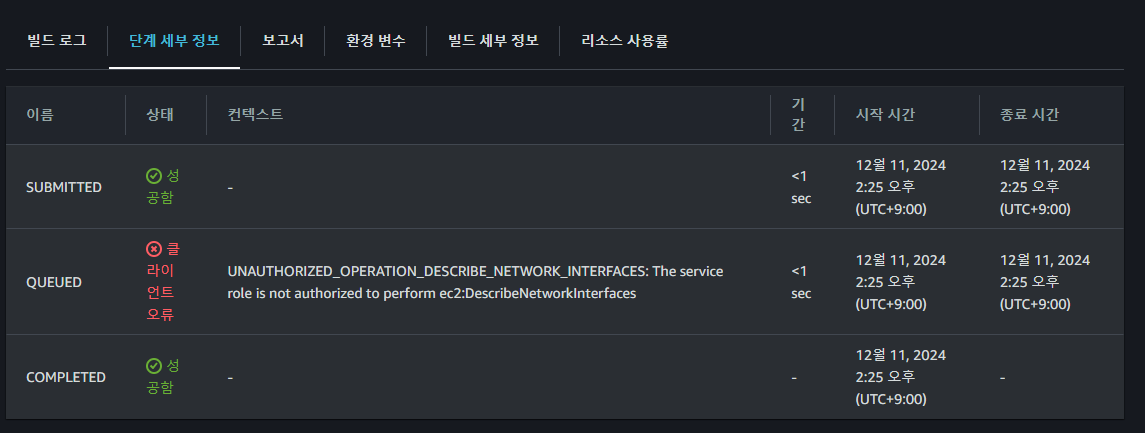 빌드 로그
단계 세부 정보
보고서
환경 변수
빌드 세부 정보
리소스 사용률
이름
상태
컨텍스트
기
간
시작 시간
종료 시간
SUBMITTED
성
공함
-
<1
sec
12월 11, 2024
2:25 오후
(UTC+9:00)
12월 11, 2024
2:25 오후
(UTC+9:00)
QUEUED
클
라이
언트
오류
UNAUTHORIZED_OPERATION_DESCRIBE_NETWORK_INTERFACES: The service
role is not authorized to perform ec2:DescribeNetworkInterfaces
<1
sec
12월 11, 2024
2:25 오후
(UTC+9:00)
12월 11, 2024
2:25 오후
(UTC+9:00)
COMPLETED
성
공함
-
-
12월 11, 2024
2:25 오후
(UTC+9:00)
-